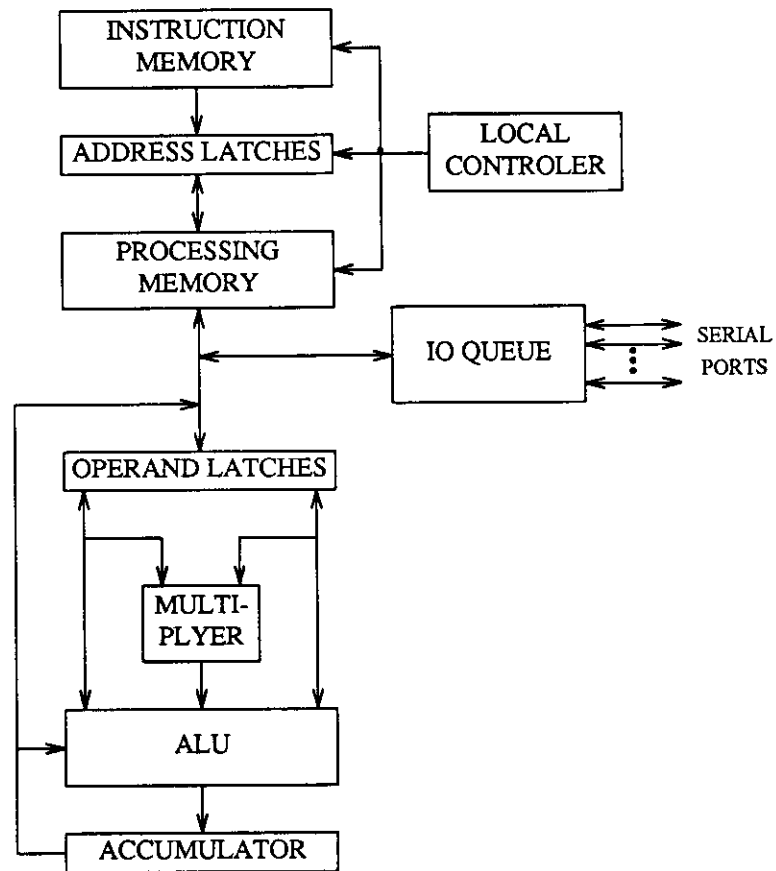 INSTRUCTION
MEMORY
ADDRESS LATCHES
LOCAL
CONTROLER
PROCESSING
MEMORY
IO QUEUE
SERIAL
PORTS
OPERAND LATCHES
MULTI-
PLYER
ALU
ACCUMULATOR